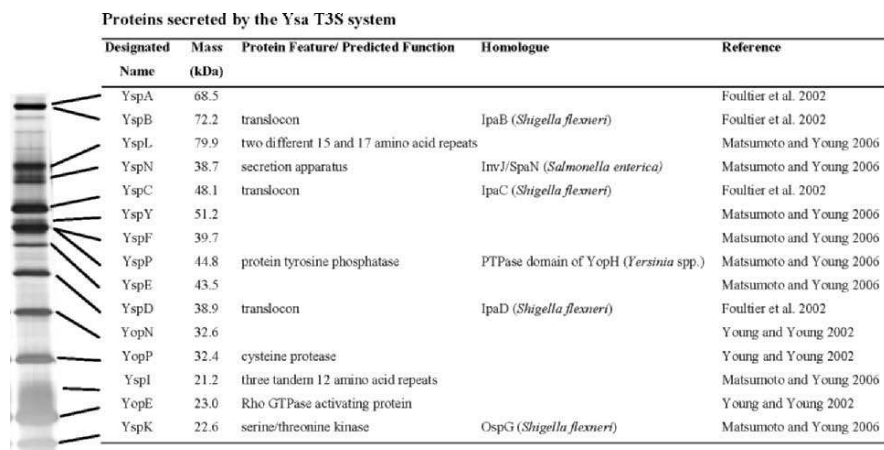 Proteins secreted by the Ysa T3S system
Designated Mass Protein Feature/ Predicted Function Homologue Reference
Name (kDa)
YspA 68.5 Foultier et al. 2002
YspB 72.2 translocon IpaB (Shigella flexneri) Foultier et al. 2002
YspL 79.9 two different 15 and 17 amino acid repeats Matsumoto and Young 2006
YspN 38.7 secretion apparatus InvJ/SpaN (Salmonella enterica) Matsumoto and Young 2006
YspC 48.1 translocon IpaC (Shigella flexneri) Foultier et al. 2002
YspY 51.2 Matsumoto and Young 2006
YspF 39.7 Matsumoto and Young 2006
YspP 44.8 protein tyrosine phosphatase PTPase domain of YopH (Yersinia spp.) Matsumoto and Young 2006
YspE 43.5 Matsumoto and Young 2006
YspD 38.9 translocon IpaD (Shigella flexneri) Foultier et al. 2002
YopN 32.6 Young and Young 2002
YopP 32.4 cysteine protease Young and Young 2002
YspI 21.2 three tandem 12 amino acid repeats Matsumoto and Young 2006
YopE 23.0 Rho GTPase activating protein Young and Young 2002
YspK 22.6 serine/threonine kinase OspG (Shigella flexneri) Matsumoto and Young 2006